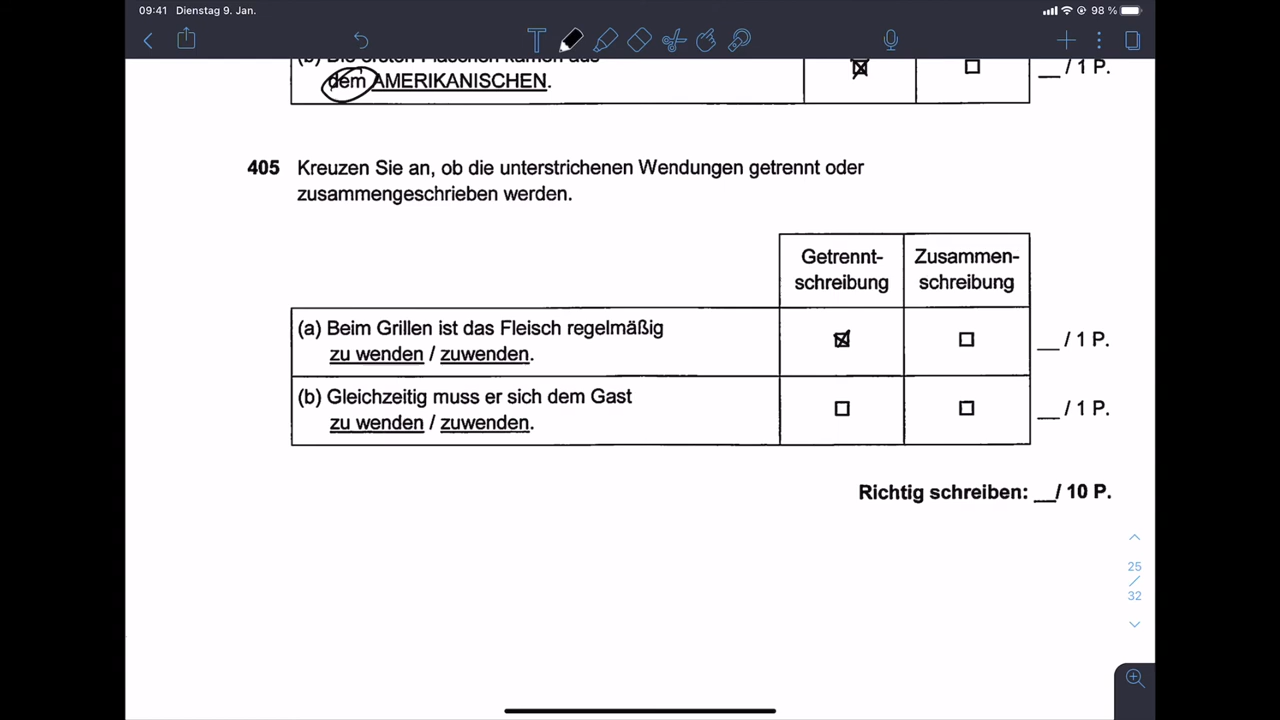 09:41 Dienstag 9. Jan. 98 %
dem AMERIKANISCHEN. __ / 1 P.
405 Kreuzen Sie an, ob die unterstrichenen Wendungen getrennt oder
zusammengeschrieben werden.
Getrennt- Zusammen-
schreibung schreibung
(a) Beim Grillen ist das Fleisch regelmäßig
zu wenden / zuwenden. __ / 1 P.
(b) Gleichzeitig muss er sich dem Gast
zu wenden / zuwenden. __ / 1 P.
Richtig schreiben: __/ 10 P.
25
/
32